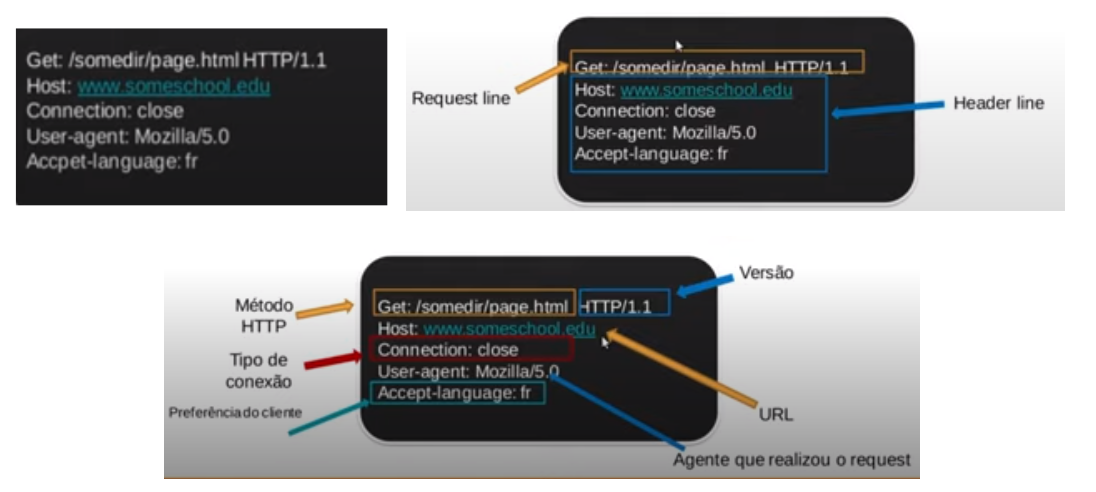 Get: /somedir/page.html HTTP/1.1
Host: www.someschool.edu
Connection: close
User-agent: Mozilla/5.0
Accpet-language: fr
Request line
Get: /somedir/page.html HTTP/1.1
Host: www.someschool.edu
Connection: close
User-agent: Mozilla/5.0
Accept-language: fr
Header line
Versão
Método
HTTP
Get: /somedir/page.html HTTP/1.1
Host: www.someschool.edu
Connection: close
User-agent: Mozilla/5.0
Accept-language: fr
Tipo de
conexão
Preferência do cliente
URL
Agente que realizou o request